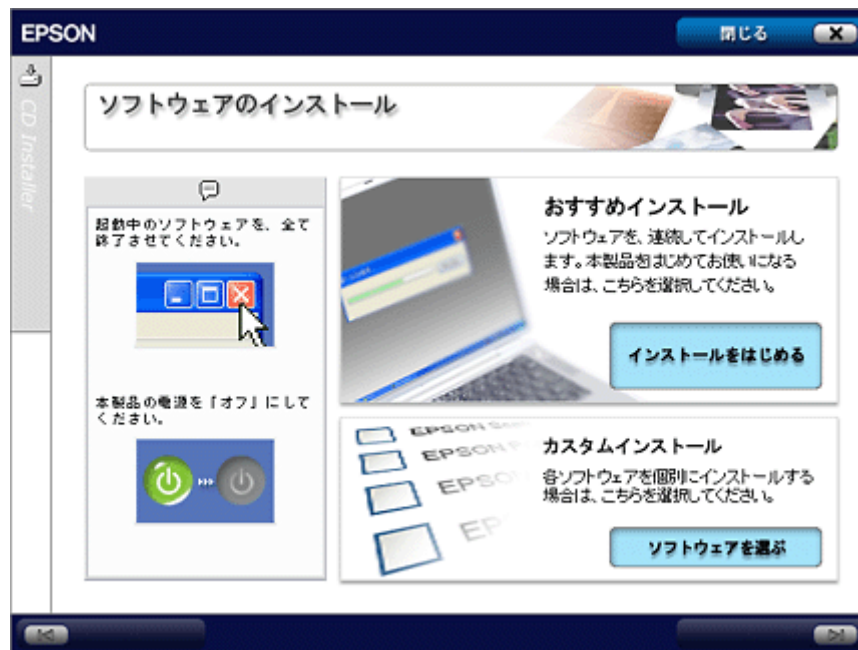 EPSON
閉じる
CD Installer
ソフトウェアのインストール
起動中のソフトウェアを、全て
終了させてください。
本製品の電源を「オフ」にして
ください。
おすすめインストール
ソフトウェアを、連続してインストールし
ます。本製品をはじめてお使いになる
場合は、こちらを選択してください。
インストールをはじめる
EPSON
EPSON
EPSO
EP
カスタムインストール
各ソフトウェアを個別にインストールする
場合は、こちらを選択してください。
ソフトウェアを選ぶ